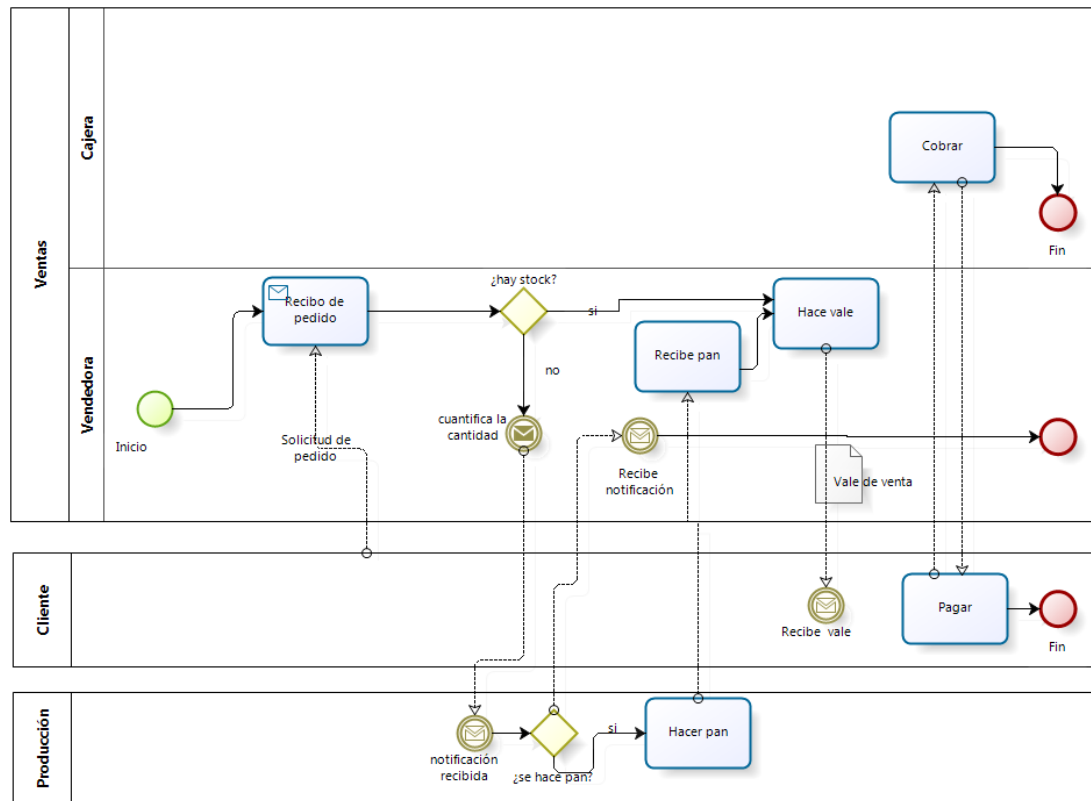 Ventas
Cajera
Cobrar
Fin
Vendedora
Inicio
Recibo de
pedido
Solicitud de
pedido
¿hay stock?
si
no
cuantifica la
cantidad
Recibe pan
Hace vale
Recibe
notificación
Vale de venta
Cliente
Recibe vale
Pagar
Fin
Producción
notificación
recibida
¿se hace pan?
si
Hacer pan